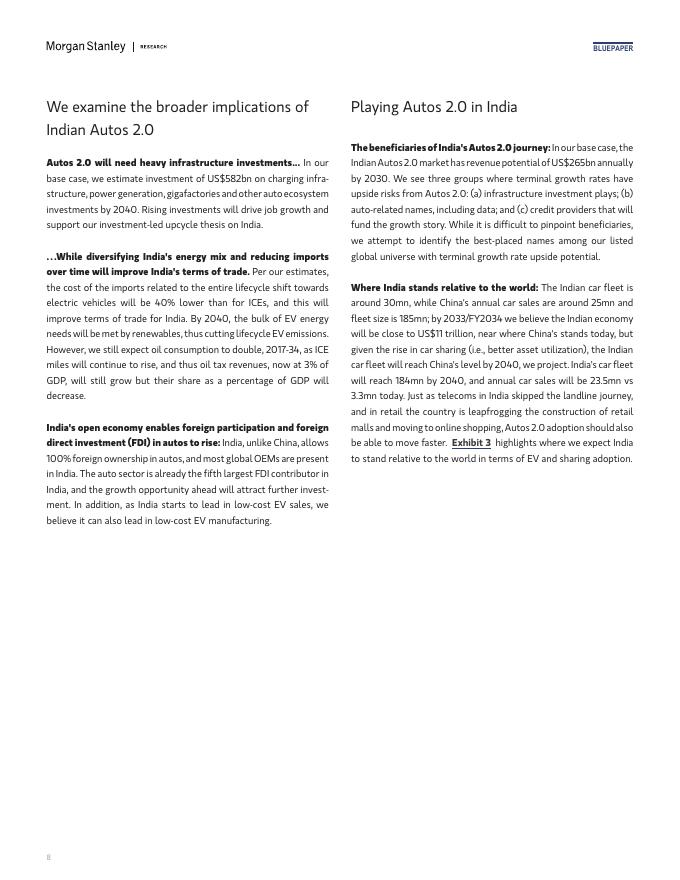 Morgan Stanley | RESEARCH
BLUEPAPER
We examine the broader implications of
Indian Autos 2.0
Autos 2.0 will need heavy infrastructure investments... In our
base case, we estimate investment of US$582bn on charging infra-
structure, power generation, gigafactories and other auto ecosystem
investments by 2040. Rising investments will drive job growth and
support our investment-led upcycle thesis on India.
...While diversifying India's energy mix and reducing imports
over time will improve India's terms of trade. Per our estimates,
the cost of the imports related to the entire lifecycle shift towards
electric vehicles will be 40% lower than for ICEs, and this will
improve terms of trade for India. By 2040, the bulk of EV energy
needs will be met by renewables, thus cutting lifecycle EV emissions.
However, we still expect oil consumption to double, 2017-34, as ICE
miles will continue to rise, and thus oil tax revenues, now at 3% of
GDP, will still grow but their share as a percentage of GDP will
decrease.
India's open economy enables foreign participation and foreign
direct investment (FDI) in autos to rise: India, unlike China, allows
100% foreign ownership in autos, and most global OEMs are present
in India. The auto sector is already the fifth largest FDI contributor in
India, and the growth opportunity ahead will attract further invest-
ment. In addition, as India starts to lead in low-cost EV sales, we
believe it can also lead in low-cost EV manufacturing.
Playing Autos 2.0 in India
The beneficiaries of India's Autos 2.0 journey: In our base case, the
Indian Autos 2.0 market has revenue potential of US$265bn annually
by 2030. We see three groups where terminal growth rates have
upside risks from Autos 2.0: (a) infrastructure investment plays; (b)
auto-related names, including data; and (c) credit providers that will
fund the growth story. While it is difficult to pinpoint beneficiaries,
we attempt to identify the best-placed names among our listed
global universe with terminal growth rate upside potential.
Where India stands relative to the world: The Indian car fleet is
around 30mn, while China's annual car sales are around 25mn and
fleet size is 185mn; by 2033/FY2034 we believe the Indian economy
will be close to US$11 trillion, near where China's stands today, but
given the rise in car sharing (i.e., better asset utilization), the Indian
car fleet will reach China's level by 2040, we project. India's car fleet
will reach 184mn by 2040, and annual car sales will be 23.5mn vs
3.3mn today. Just as telecoms in India skipped the landline journey,
and in retail the country is leapfrogging the construction of retail
malls and moving to online shopping, Autos 2.0 adoption should also
be able to move faster. Exhibit 3 highlights where we expect India
to stand relative to the world in terms of EV and sharing adoption.
8